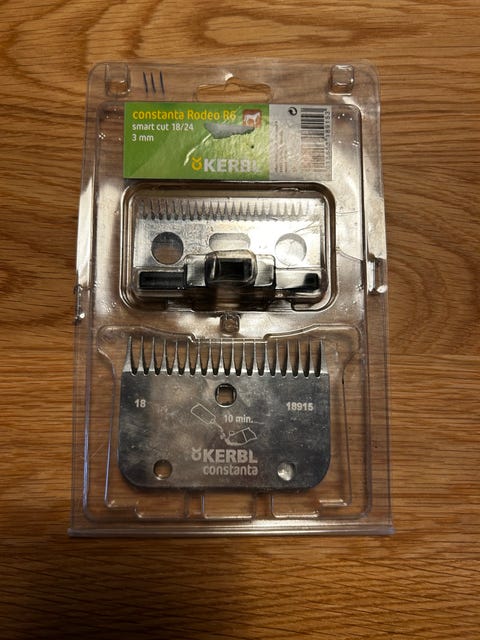 constanta Rodeo R6
smart cut 18/24
3 mm
KERBL
18
18915
10 min.
KERBL
constanta